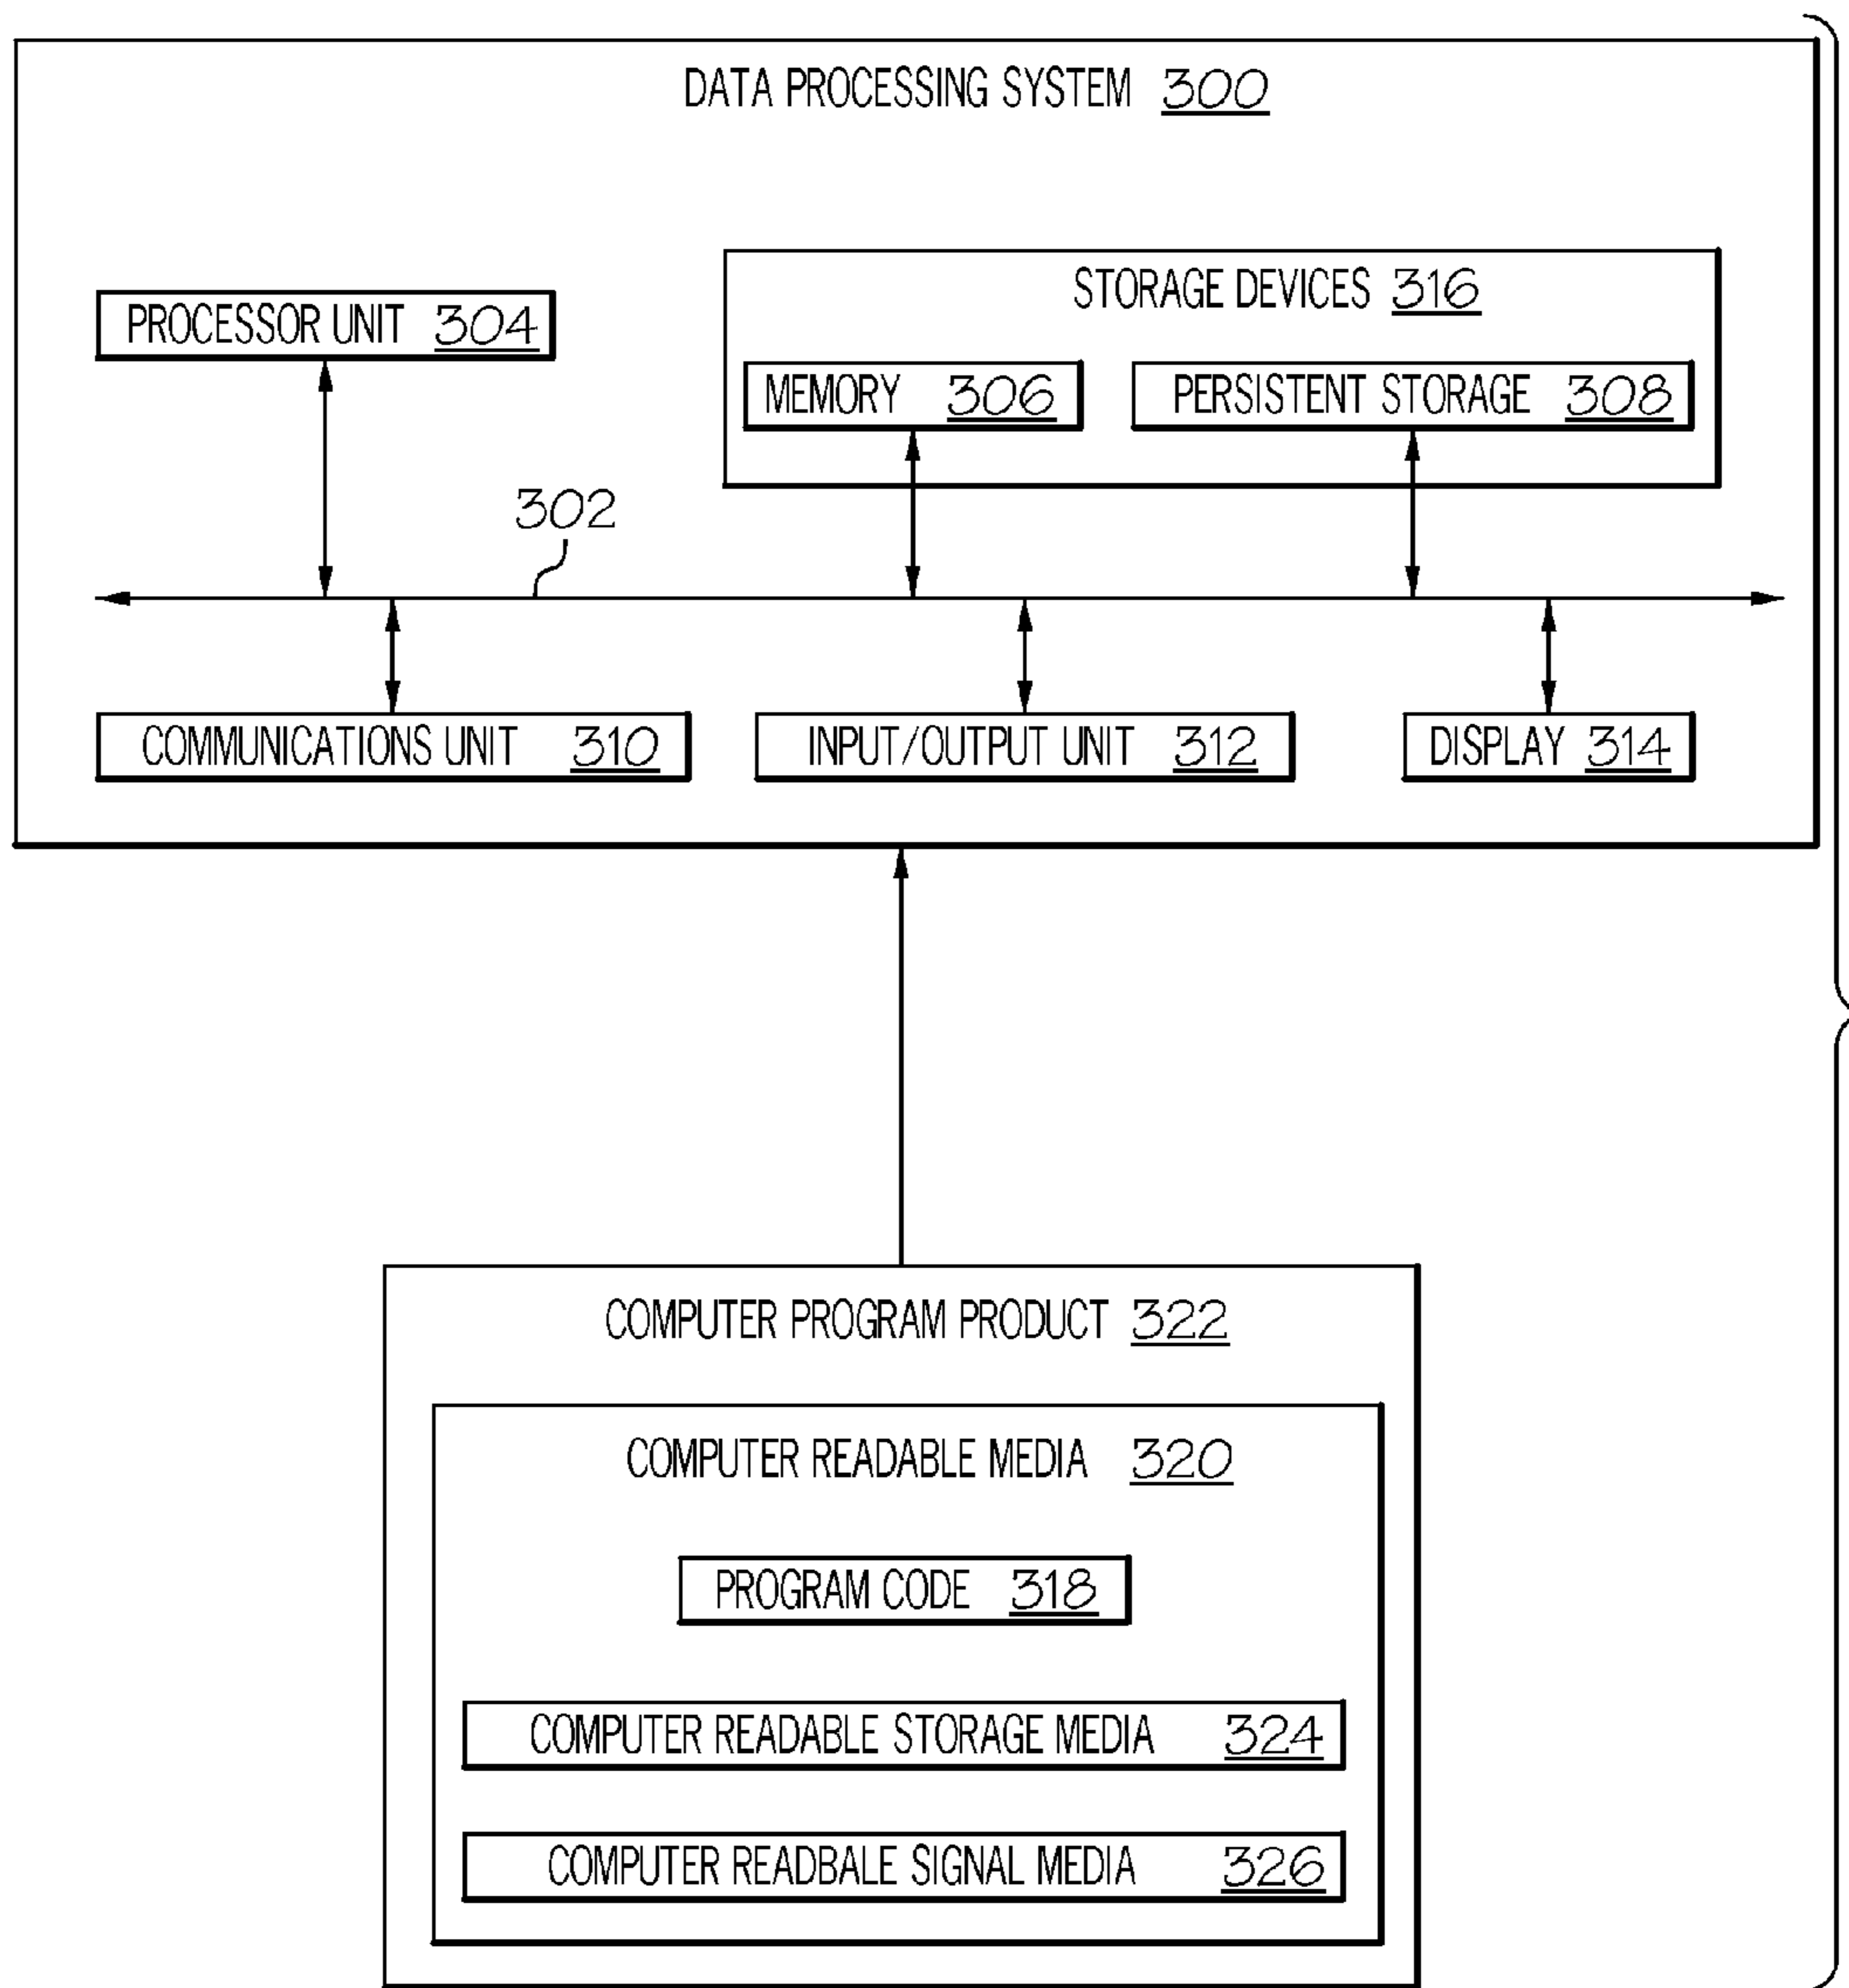 DATA PROCESSING SYSTEM 300
STORAGE DEVICES 316
PROCESSOR UNIT 304
MEMORY 306
PERSISTENT STORAGE 308
302
COMMUNICATIONS UNIT 310
INPUT/OUTPUT UNIT 312
DISPLAY 314
COMPUTER PROGRAM PRODUCT 322
COMPUTER READABLE MEDIA 320
PROGRAM CODE 318
COMPUTER READABLE STORAGE MEDIA 324
COMPUTER READBALE SIGNAL MEDIA 326